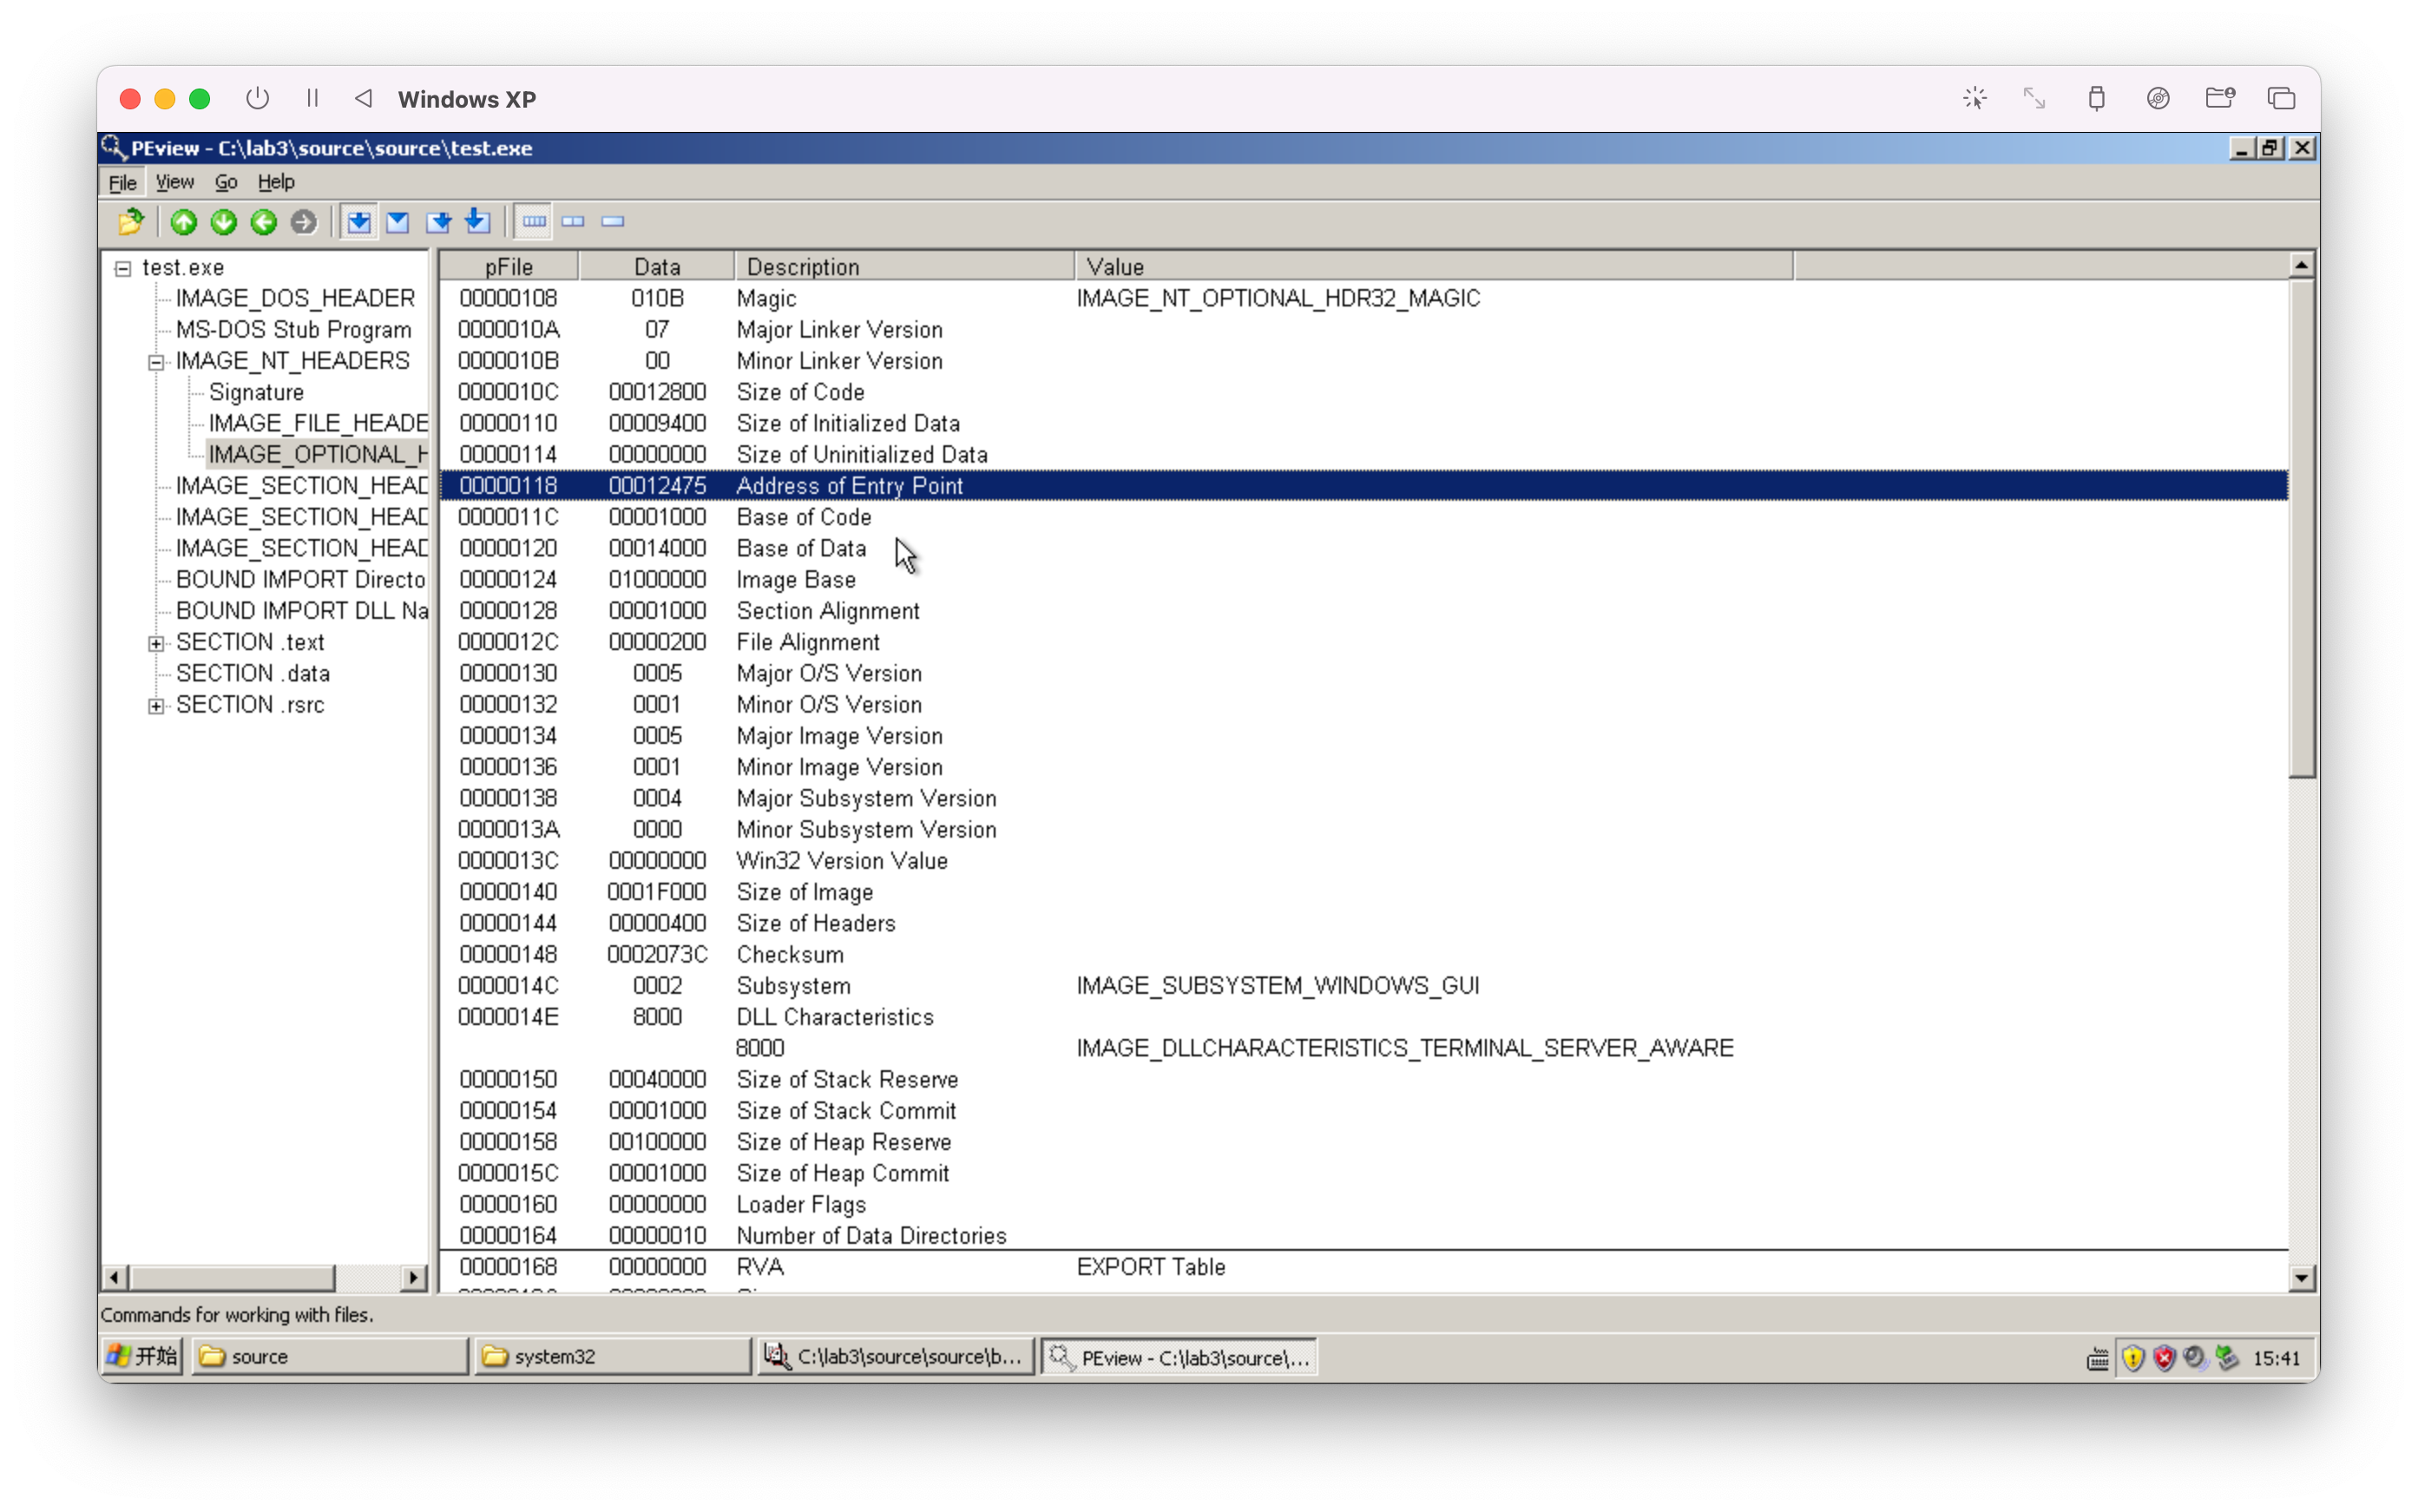 Windows XP
PEview - C:\lab3\source\source\test.exe
File View Go Help
pFile Data Description Value
test.exe
IMAGE_DOS_HEADER
MS-DOS Stub Program
IMAGE_NT_HEADERS
Signature
IMAGE_FILE_HEADE
IMAGE_OPTIONAL_H
IMAGE_SECTION_HEAD
IMAGE_SECTION_HEAD
IMAGE_SECTION_HEAD
BOUND IMPORT Directo
BOUND IMPORT DLL Na
SECTION .text
SECTION .data
SECTION .rsrc
00000108 010B Magic IMAGE_NT_OPTIONAL_HDR32_MAGIC
0000010A 07 Major Linker Version
0000010B 00 Minor Linker Version
0000010C 00012800 Size of Code
00000110 00009400 Size of Initialized Data
00000114 00000000 Size of Uninitialized Data
00000118 00012475 Address of Entry Point
0000011C 00001000 Base of Code
00000120 00014000 Base of Data
00000124 01000000 Image Base
00000128 00001000 Section Alignment
0000012C 00000200 File Alignment
00000130 0005 Major O/S Version
00000132 0001 Minor O/S Version
00000134 0005 Major Image Version
00000136 0001 Minor Image Version
00000138 0004 Major Subsystem Version
0000013A 0000 Minor Subsystem Version
0000013C 00000000 Win32 Version Value
00000140 0001F000 Size of Image
00000144 00000400 Size of Headers
00000148 0002073C Checksum
0000014C 0002 Subsystem IMAGE_SUBSYSTEM_WINDOWS_GUI
0000014E 8000 DLL Characteristics
8000 IMAGE_DLLCHARACTERISTICS_TERMINAL_SERVER_AWARE
00000150 00040000 Size of Stack Reserve
00000154 00001000 Size of Stack Commit
00000158 00100000 Size of Heap Reserve
0000015C 00001000 Size of Heap Commit
00000160 00000000 Loader Flags
00000164 00000010 Number of Data Directories
00000168 00000000 RVA EXPORT Table
Commands for working with files.
开始 source system32 C:\lab3\source\source\b... PEview - C:\lab3\source\... 15:41